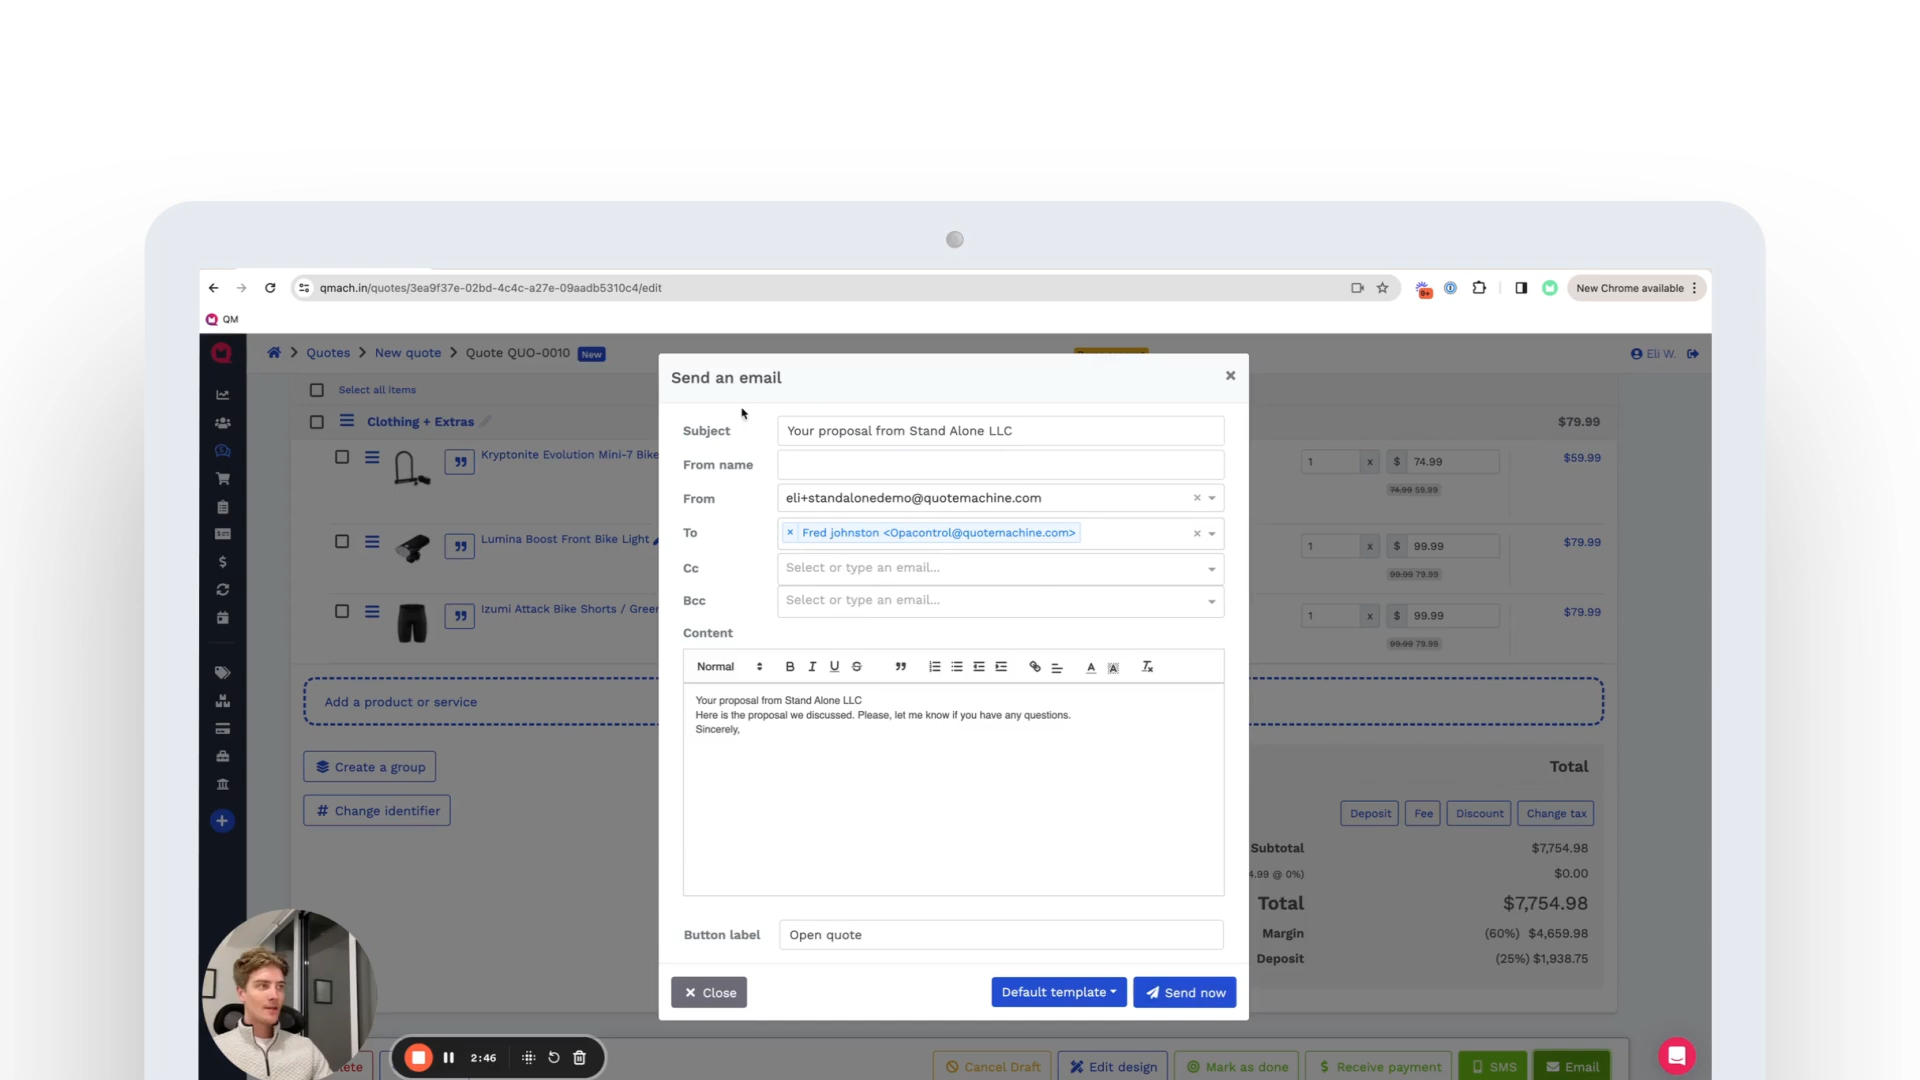 qmach.in/quotes/3ea9f37e-02bd-4c4c-a27e-09aadb5310c4/edit
New Chrome available
QM
Quotes
New quote
Quote QUO-0010
New
Eli W.
Send an email
Select all items
Clothing + Extras
$79.99
Subject
Your proposal from Stand Alone LLC
Kryptonite Evolution Mini-7 Bike
1 x $ 74.99 $59.99
74.99 59.99
From name
From
eli+standalonedemo@quotemachine.com
To
× Fred johnston <Opacontrol@quotemachine.com>
Lumina Boost Front Bike Light
1 x $ 99.99 $79.99
99.99 79.99
Cc
Select or type an email...
Bcc
Select or type an email...
Izumi Attack Bike Shorts / Greer
1 x $ 99.99 $79.99
99.99 79.99
Content
Normal
Your proposal from Stand Alone LLC
Here is the proposal we discussed. Please, let me know if you have any questions.
Sincerely,
Add a product or service
Create a group
# Change identifier
Total
Deposit
Fee
Discount
Change tax
Subtotal $7,754.98
4.99 @ 0%) $0.00
Total $7,754.98
Margin (60%) $4,659.98
Deposit (25%) $1,938.75
Button label
Open quote
Close
Default template
Send now
2:46
Cancel Draft
Edit design
Mark as done
$ Receive payment
SMS
Email